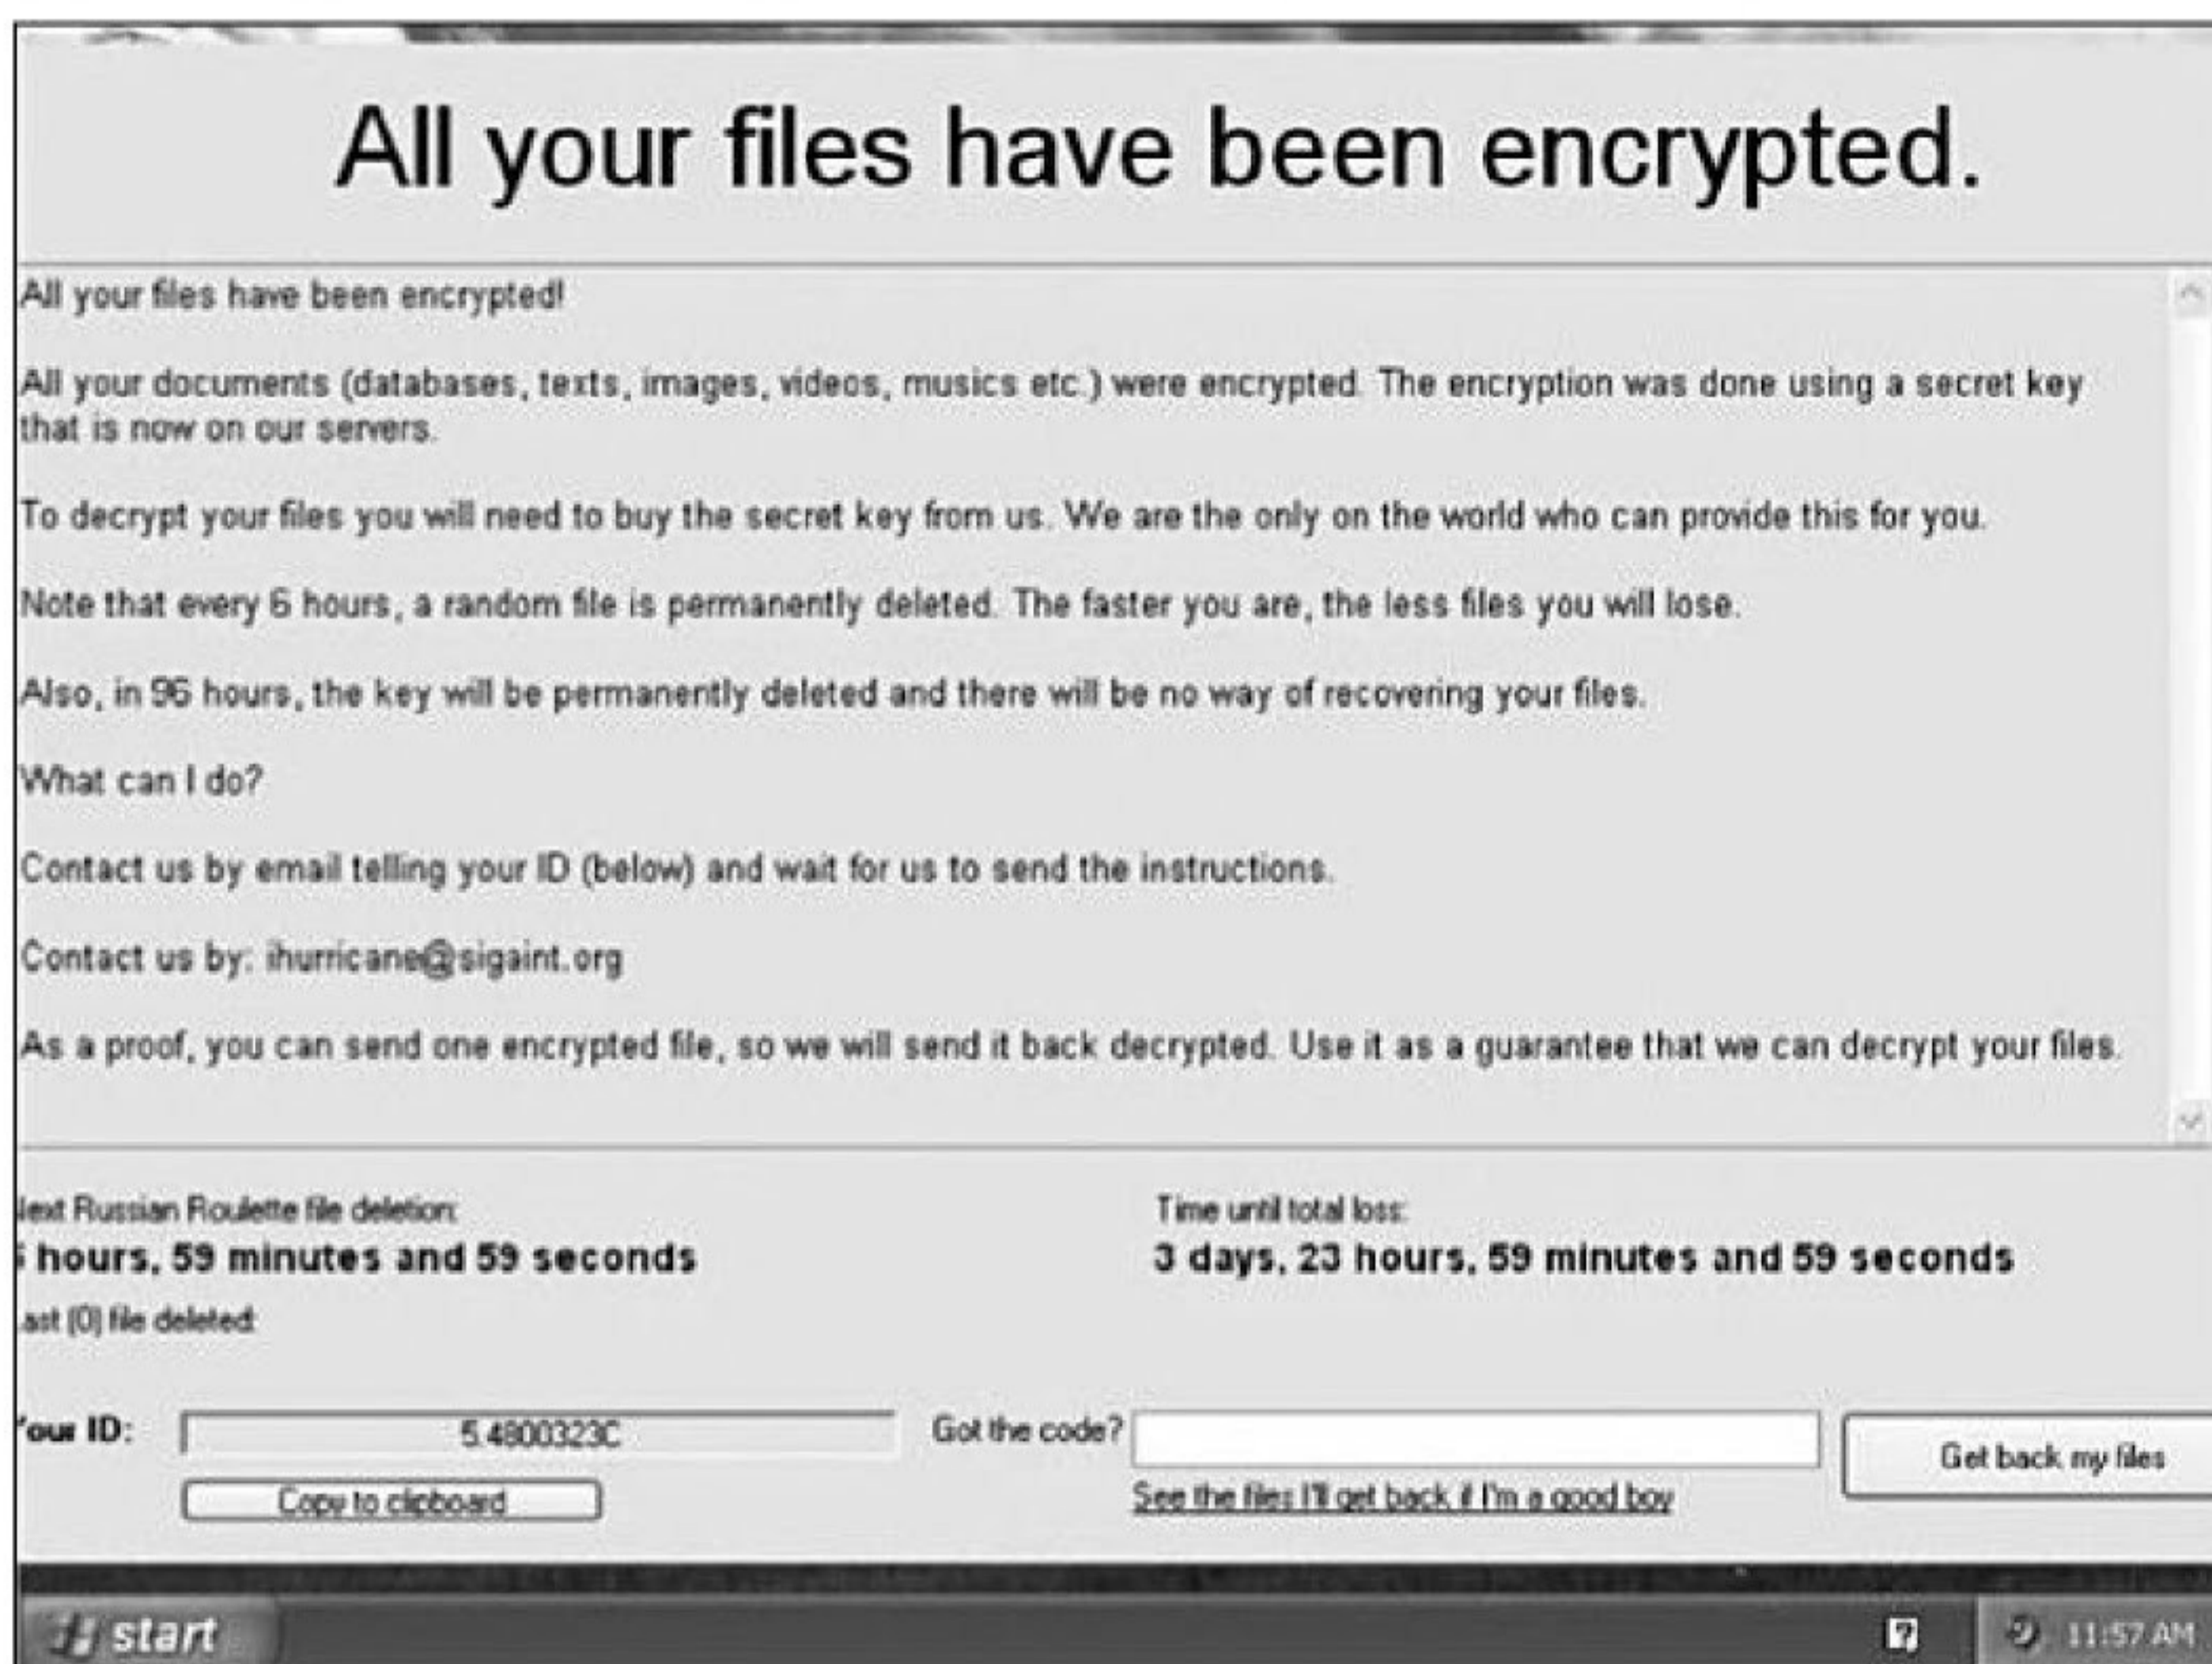 All your files have been encrypted.
All your files have been encrypted!
All your documents (databases, texts, images, videos, musics etc.) were encrypted. The encryption was done using a secret key
that is now on our servers.
To decrypt your files you will need to buy the secret key from us. We are the only on the world who can provide this for you.
Note that every 6 hours, a random file is permanently deleted. The faster you are, the less files you will lose.
Also, in 96 hours, the key will be permanently deleted and there will be no way of recovering your files.
What can I do?
Contact us by email telling your ID (below) and wait for us to send the instructions.
Contact us by: ihurricane@sigaint.org
As a proof, you can send one encrypted file, so we will send it back decrypted. Use it as a guarantee that we can decrypt your files.
Russian Roulette file deletion:
hours, 59 minutes and 59 seconds
(0) file deleted:
Time until total loss:
3 days, 23 hours, 59 minutes and 59 seconds
our ID:
5.4800323C
Copy to clipboard
Got the code?
See the files I'll get back if I'm a good boy
Get back my files
start
?
11:57 AM